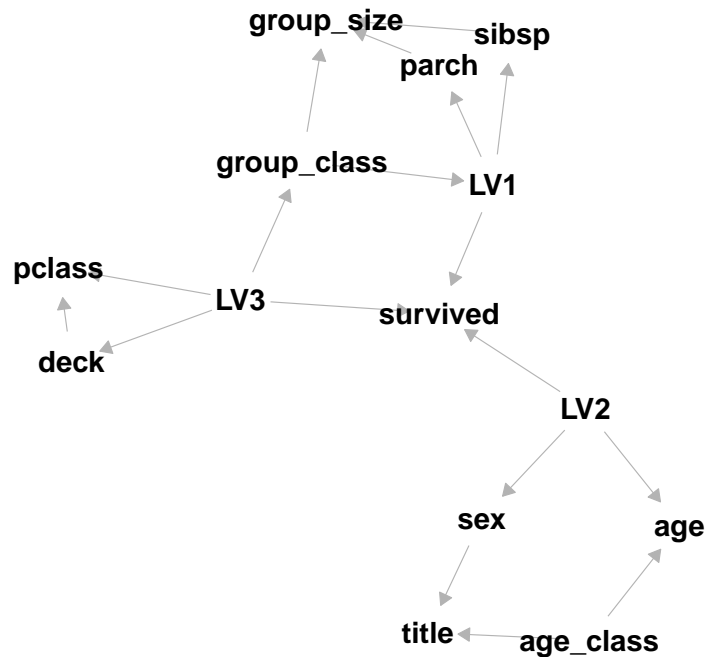 group_size
sibsp
parch
group_class
LV1
pclass
LV3
survived
deck
LV2
sex
age
title
age_class